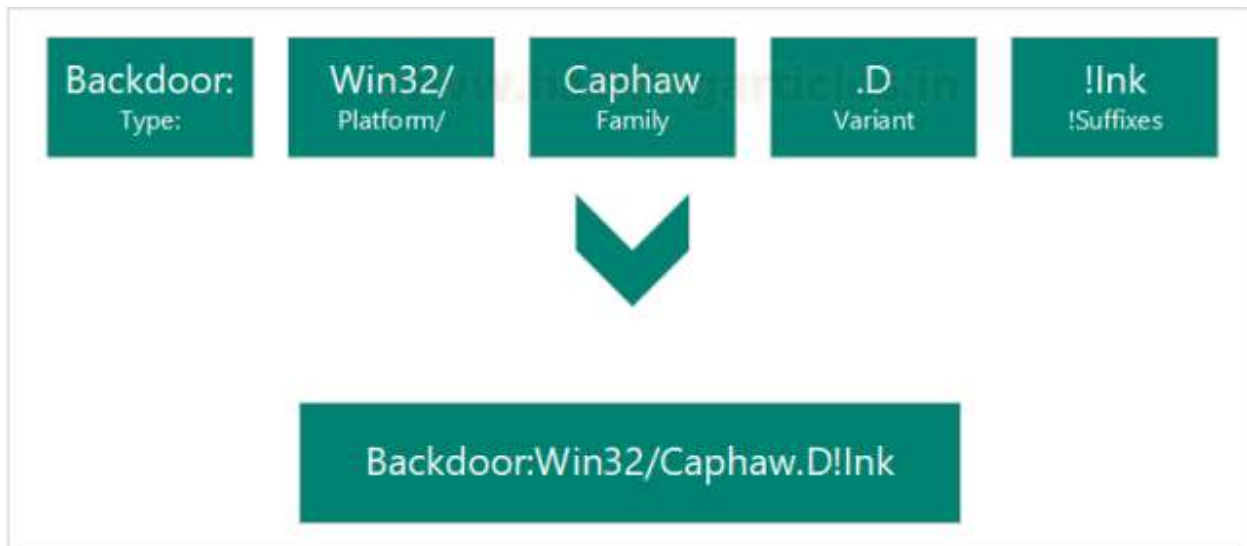 Backdoor:
Type:
Win32/
Platform/
Caphaw
Family
.D
Variant
!lnk
!Suffixes
Backdoor:Win32/Caphaw.D!lnk